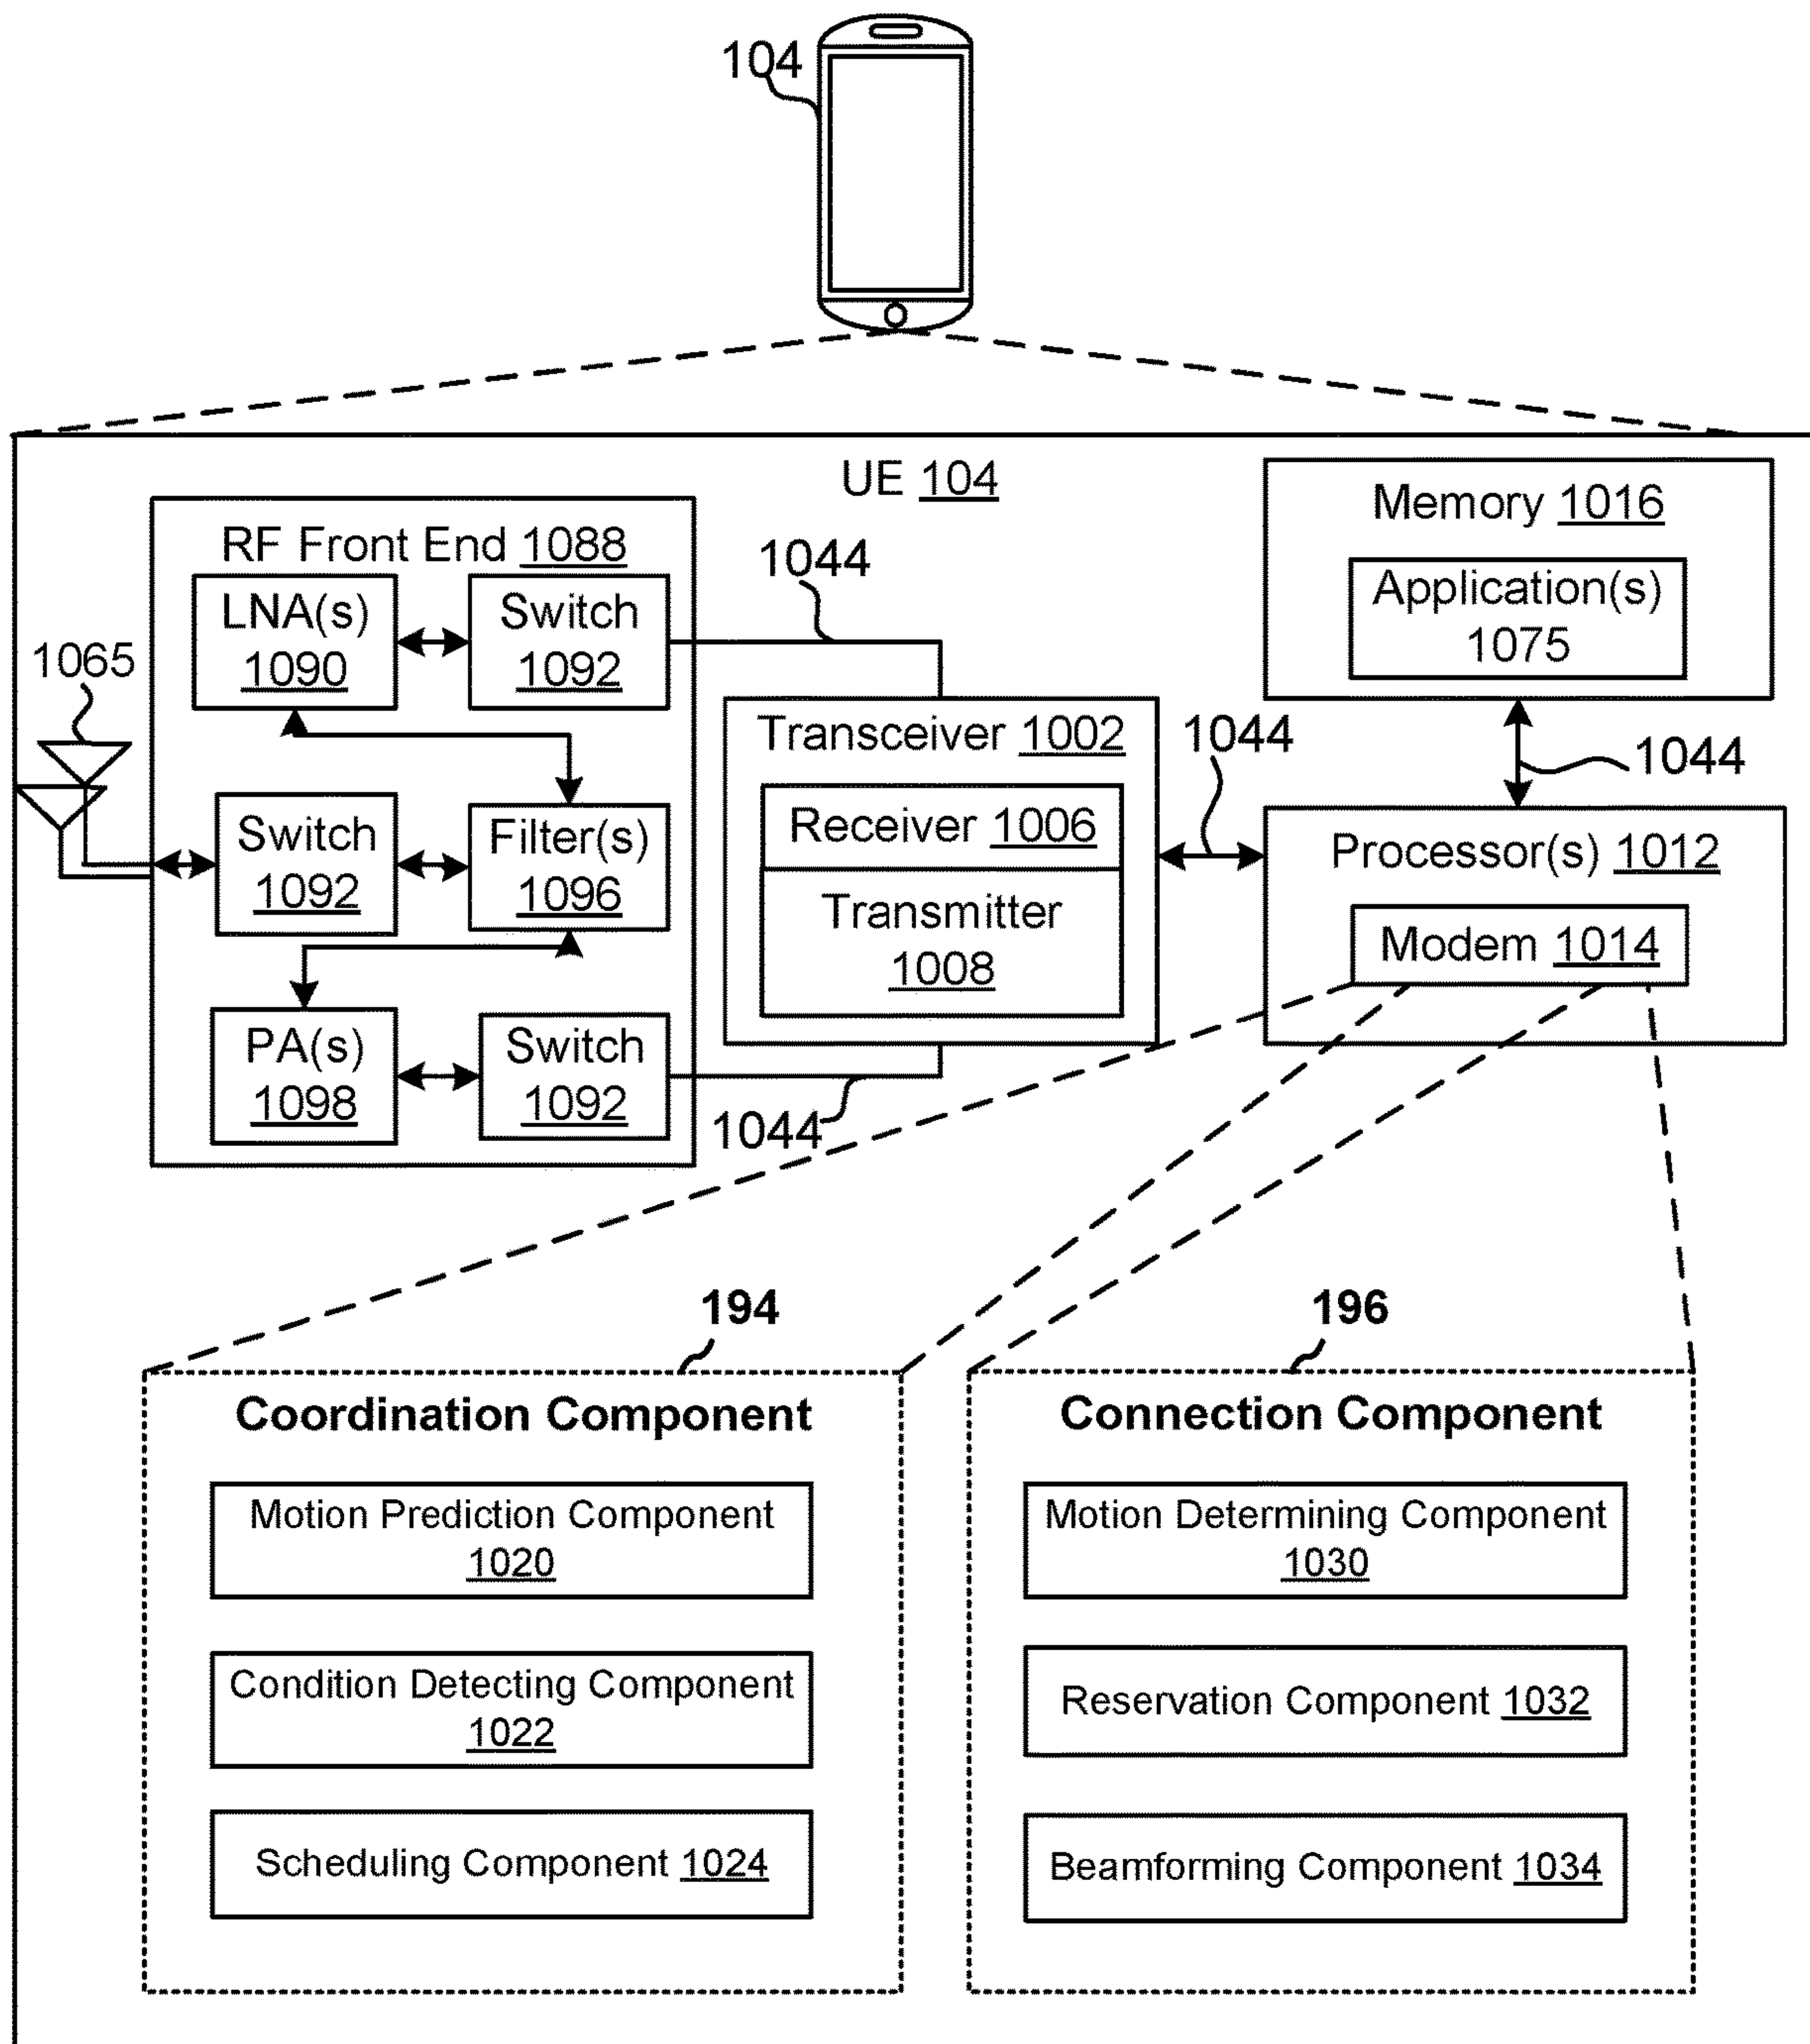 104
UE 104
RF Front End 1088
LNA(s)
1090
Switch
1092
1044
Memory 1016
Application(s)
1075
1065
Transceiver 1002
1044
1044
Switch
1092
Filter(s)
1096
Receiver 1006
Transmitter
1008
Processor(s) 1012
Modem 1014
PA(s)
1098
Switch
1092
1044
194
Coordination Component
Motion Prediction Component
1020
Condition Detecting Component
1022
Scheduling Component 1024
196
Connection Component
Motion Determining Component
1030
Reservation Component 1032
Beamforming Component 1034